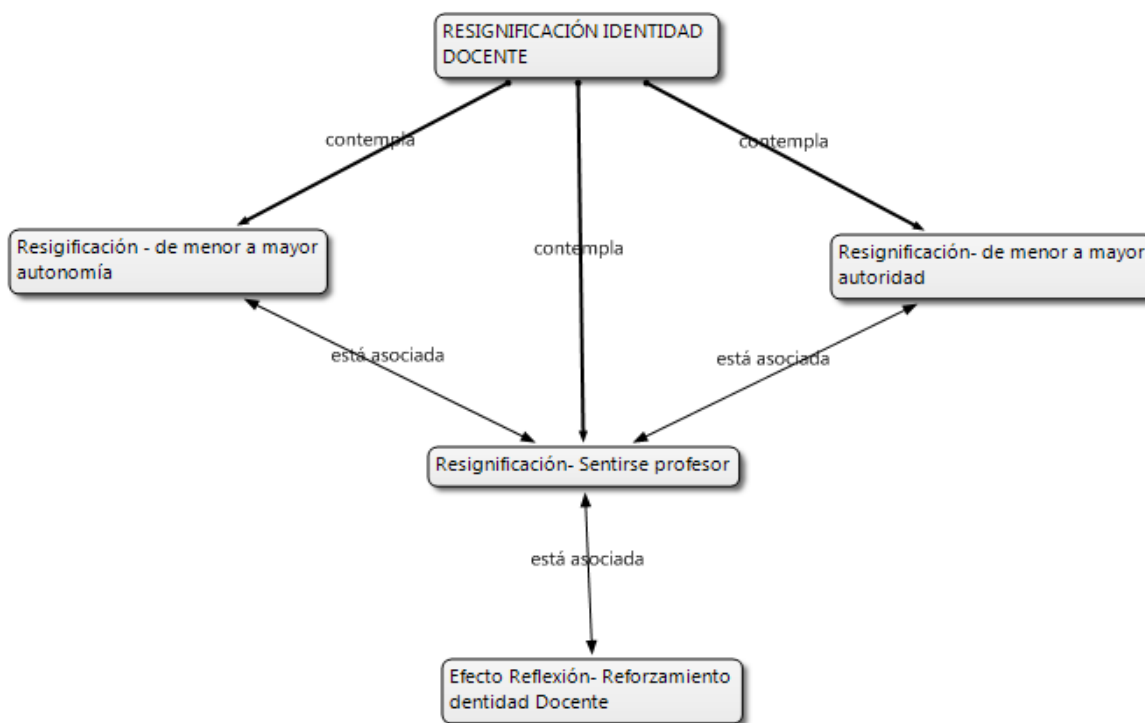 RESIGNIFICACIÓN IDENTIDAD
DOCENTE
contempla
contempla
contempla
Resigificación - de menor a mayor
autonomía
Resignificación- de menor a mayor
autoridad
está asociada
está asociada
Resignificación- Sentirse profesor
está asociada
Efecto Reflexión- Reforzamiento
dentidad Docente